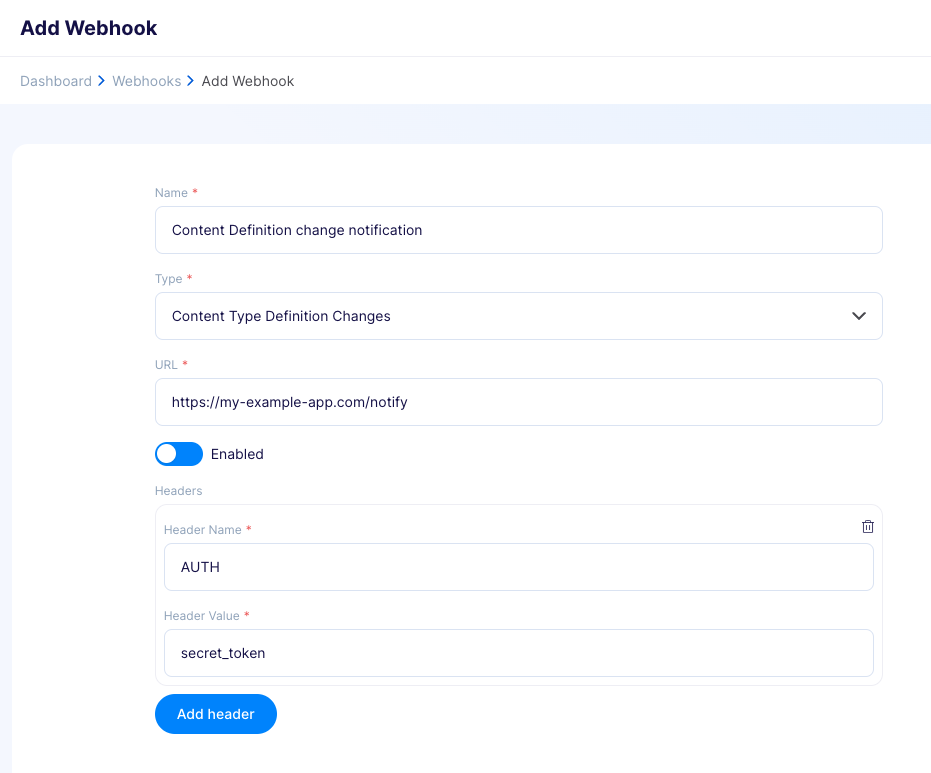 Add Webhook
Dashboard Webhooks Add Webhook
Name *
Content Definition change notification
Type *
Content Type Definition Changes
URL *
https://my-example-app.com/notify
Enabled
Headers
Header Name *
AUTH
Header Value *
secret_token
Add header